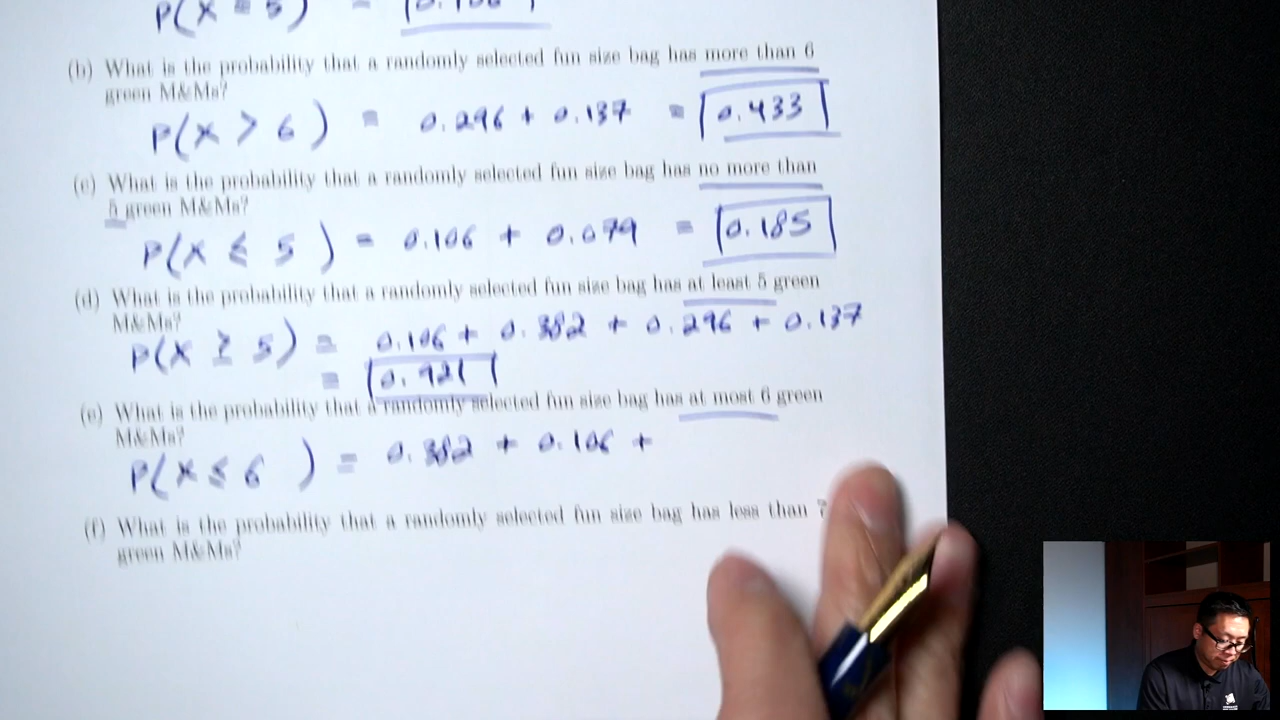 P(X = 5) = 0.106
(b) What is the probability that a randomly selected fun size bag has more than 6
green M&Ms?
P(X > 6) = 0.296 + 0.137 = 0.433
(c) What is the probability that a randomly selected fun size bag has no more than
5 green M&Ms?
P(X ≤ 5) = 0.106 + 0.079 = 0.185
(d) What is the probability that a randomly selected fun size bag has at least 5 green
M&Ms?
P(X ≥ 5) = 0.106 + 0.382 + 0.296 + 0.137
= 0.921
(e) What is the probability that a randomly selected fun size bag has at most 6 green
M&Ms?
P(X ≤ 6) = 0.382 + 0.106 +
(f) What is the probability that a randomly selected fun size bag has less than
green M&Ms?